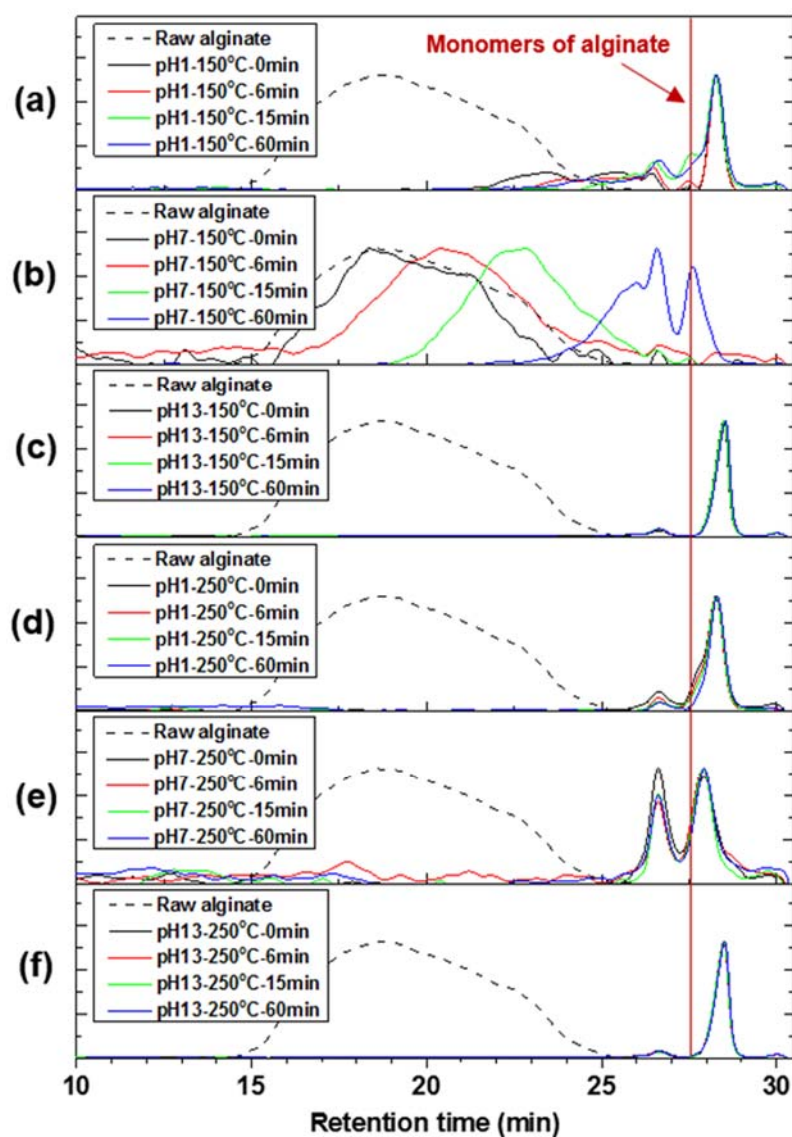 Monomers of alginate
(a)
Raw alginate
pH1-150°C-0min
pH1-150°C-6min
pH1-150°C-15min
pH1-150°C-60min
(b)
Raw alginate
pH7-150°C-0min
pH7-150°C-6min
pH7-150°C-15min
pH7-150°C-60min
(c)
Raw alginate
pH13-150°C-0min
pH13-150°C-6min
pH13-150°C-15min
pH13-150°C-60min
(d)
Raw alginate
pH1-250°C-0min
pH1-250°C-6min
pH1-250°C-15min
pH1-250°C-60min
(e)
Raw alginate
pH7-250°C-0min
pH7-250°C-6min
pH7-250°C-15min
pH7-250°C-60min
(f)
Raw alginate
pH13-250°C-0min
pH13-250°C-6min
pH13-250°C-15min
pH13-250°C-60min
10 15 20 25 30
Retention time (min)